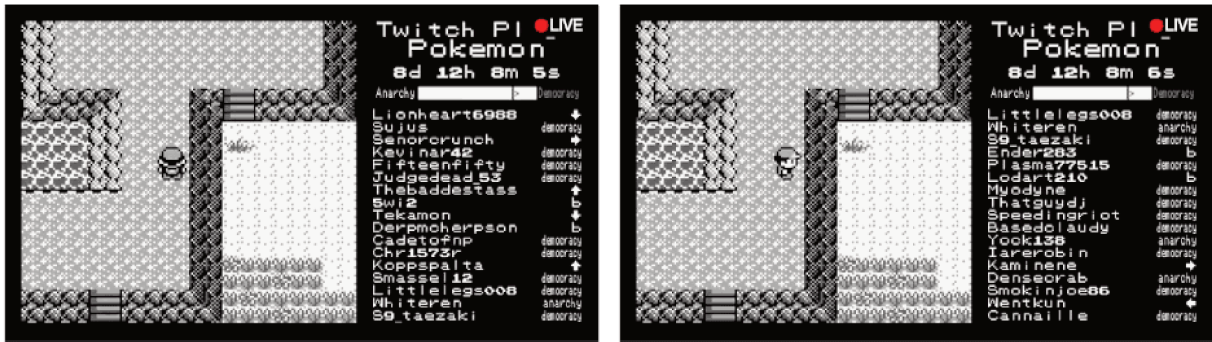 Twitch Pl LIVE
Pokemon
8d 12h 8m 5s
Anarchy > Democracy
Lionheart6988 ↓
Sujus democracy
Senorcrunch →
Kevinar42 democracy
Fifteenfifty democracy
Judgedead_53 democracy
Thebaddestass ↑
5wi2 b
Tekamon ↓
Derpmcherpson b
Cadetofnp democracy
Chr1573r democracy
Koppspalta ↑
Smassel12 democracy
Littlelegs008 democracy
Whiteren anarchy
S9_taezaki democracy
Twitch Pl LIVE
Pokemon
8d 12h 8m 6s
Anarchy > Democracy
Littlelegs008 democracy
Whiteren anarchy
S9_taezaki democracy
Ender283 b
Plasma77515 democracy
Lodart210 b
Myodyne democracy
Thatguydj democracy
Speedingriot democracy
Basedclaudy democracy
Yook138 anarchy
Iarerobin democracy
Kaminene →
Denseorab anarchy
Smokinjoe86 democracy
Wentkun ←
Cannaille democracy